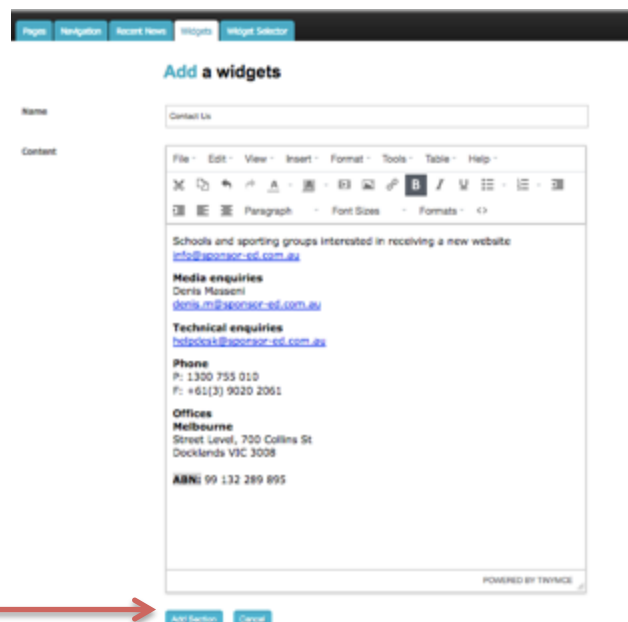 Pages Navigation Recent News Widgets Widget Selector
Add a widgets
Name
Contact Us
Content
File Edit View Insert Format Tools Table Help
A A B I U
Paragraph Font Sizes Formats <>
Schools and sporting groups interested in receiving a new website
info@sponsor-ed.com.au
Media enquiries
Denis Masseni
denis.m@sponsor-ed.com.au
Technical enquiries
helpdesk@sponsor-ed.com.au
Phone
P: 1300 755 010
F: +61(3) 9020 2061
Offices
Melbourne
Street Level, 700 Collins St
Docklands VIC 3008
ABN: 99 132 289 895
POWERED BY TINYMCE
Add Section Cancel